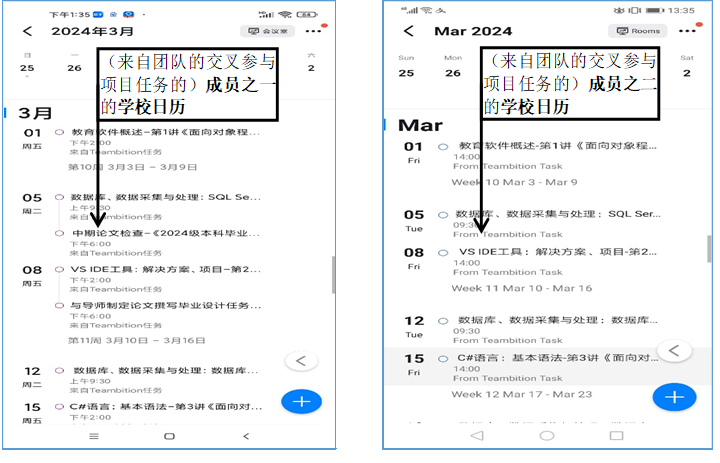 下午1:35
2024年3月
会议室
日
六
25
26
2
（来自团队的交叉参与
项目任务的）成员之一
的学校日历
3月
01
周五
教育软件概述-第1讲《面向对象程...
下午2:00
来自Teambition任务
第10周 3月3日 - 3月9日
05
周二
数据库、数据采集与处理：SQL Se...
上午9:30
来自Teambition任务
中期论文检查-《2024级本科毕业...
下午6:00
来自Teambition任务
08
周五
VS IDE工具：解决方案、项目-第2...
下午2:00
来自Teambition任务
与导师制定论文撰写毕业设计任务...
下午6:00
来自Teambition任务
第11周 3月10日 - 3月16日
12
周二
数据库、数据采集与处理：数据库...
上午9:30
来自Teambition任务
15
周五
C#语言：基本语法-第3讲《面向对...
下午2:00
来自Teambition任务
13:35
Mar 2024
Rooms
Sun
Mon
Sat
25
26
2
（来自团队的交叉参与
项目任务的）成员之二
的学校日历
Mar
01
Fri
教育软件概述-第1讲《面向对象程...
14:00
From Teambition Task
Week 10 Mar 3 - Mar 9
05
Tue
数据库、数据采集与处理：SQL Ser...
09:30
From Teambition Task
08
Fri
VS IDE工具：解决方案、项目-第2...
14:00
From Teambition Task
Week 11 Mar 10 - Mar 16
12
Tue
数据库、数据采集与处理：数据库...
09:30
From Teambition Task
15
Fri
C#语言：基本语法-第3讲《面向对...
14:00
From Teambition Task
Week 12 Mar 17 - Mar 23